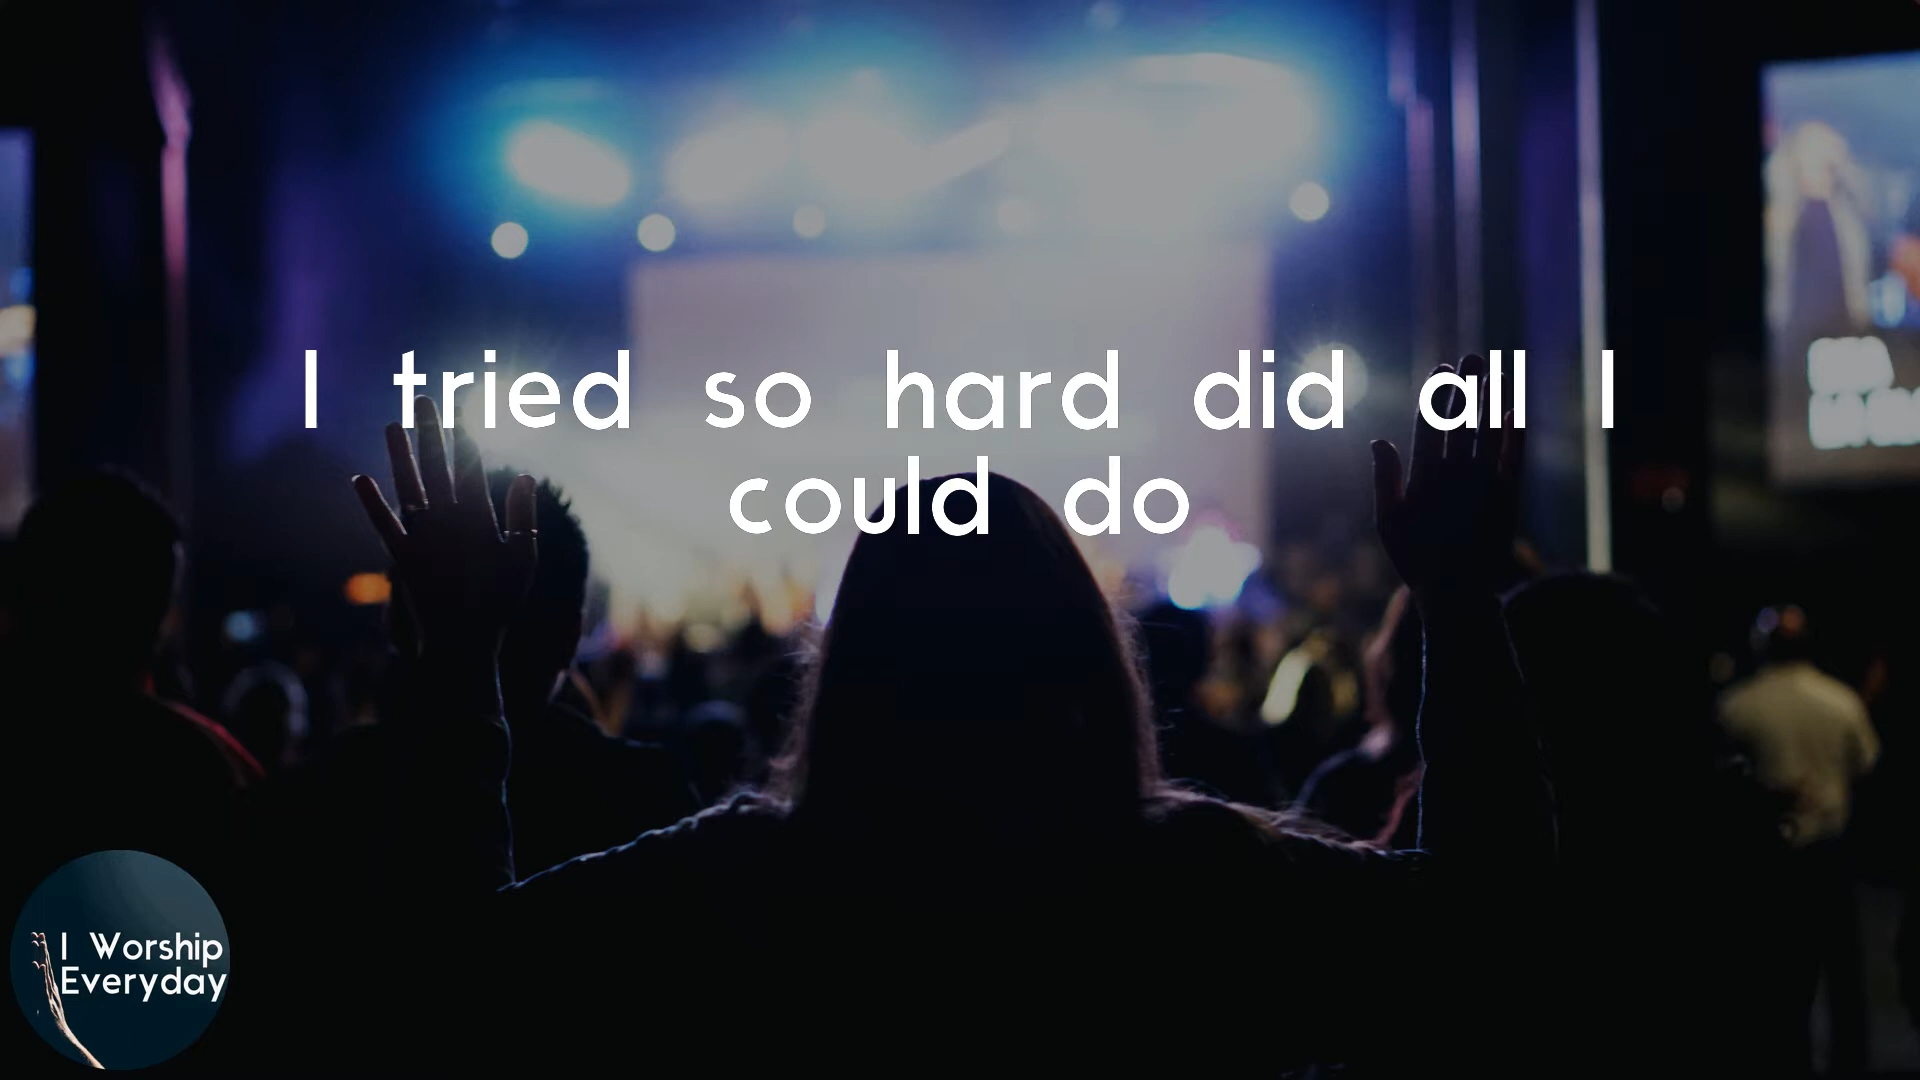 I tried so hard did all I
could do
I Worship
Everyday